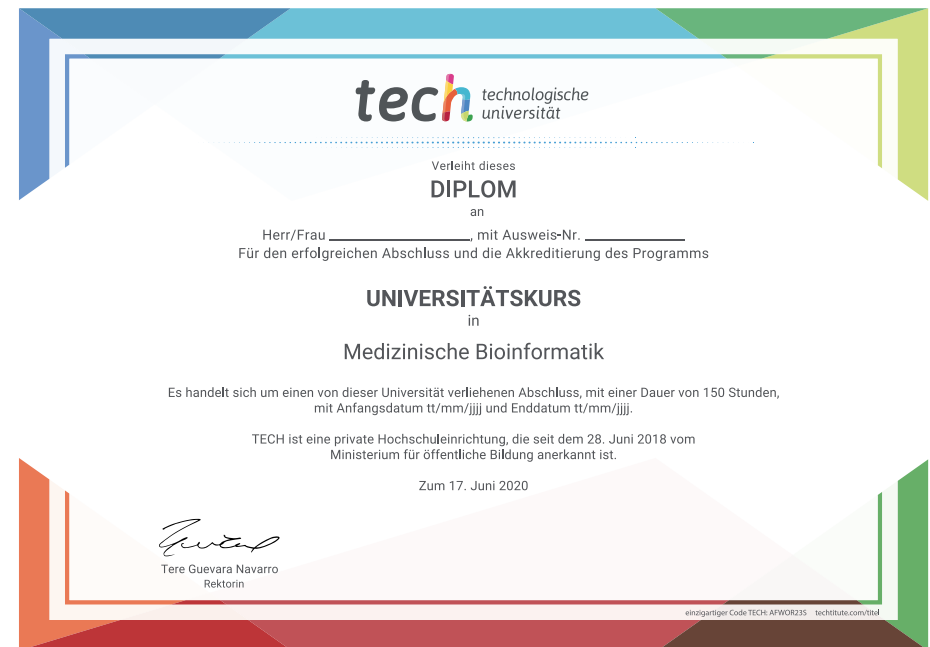 tech technologische
universität
Verleiht dieses
DIPLOM
an
Herr/Frau ____________________, mit Ausweis-Nr. ______________
Für den erfolgreichen Abschluss und die Akkreditierung des Programms
UNIVERSITÄTSKURS
in
Medizinische Bioinformatik
Es handelt sich um einen von dieser Universität verliehenen Abschluss, mit einer Dauer von 150 Stunden,
mit Anfangsdatum tt/mm/jjjj und Enddatum tt/mm/jjjj.
TECH ist eine private Hochschuleinrichtung, die seit dem 28. Juni 2018 vom
Ministerium für öffentliche Bildung anerkannt ist.
Zum 17. Juni 2020
Tere Guevara Navarro
Rektorin
einzigartiger Code TECH: AFWOR23S techtitute.com/titel